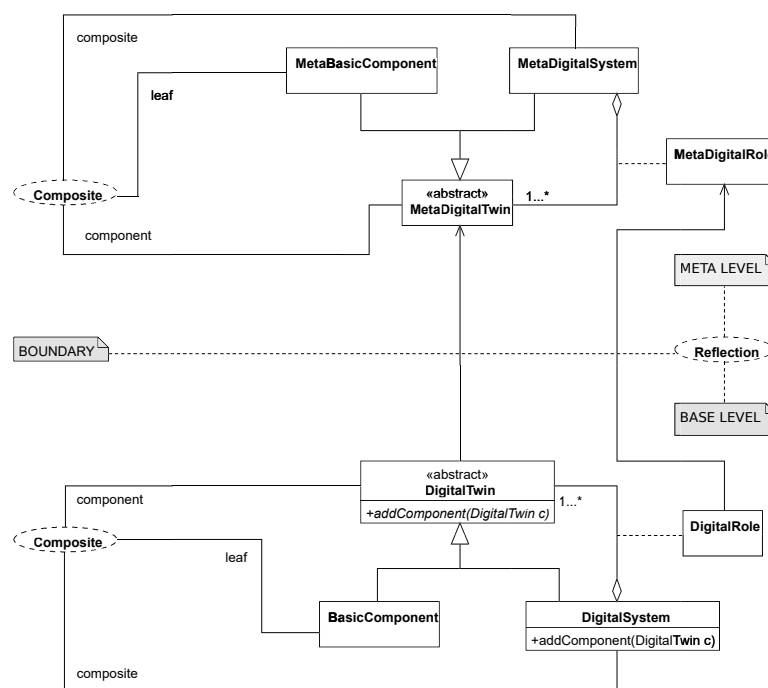 composite
MetaBasicComponent
MetaDigitalSystem
leaf
MetaDigitalRole
Composite
«abstract»
MetaDigitalTwin
1...*
component
META LEVEL
BOUNDARY
Reflection
BASE LEVEL
«abstract»
DigitalTwin
+addComponent(DigitalTwin c)
component
1...*
DigitalRole
Composite
leaf
BasicComponent
DigitalSystem
+addComponent(DigitalTwin c)
composite